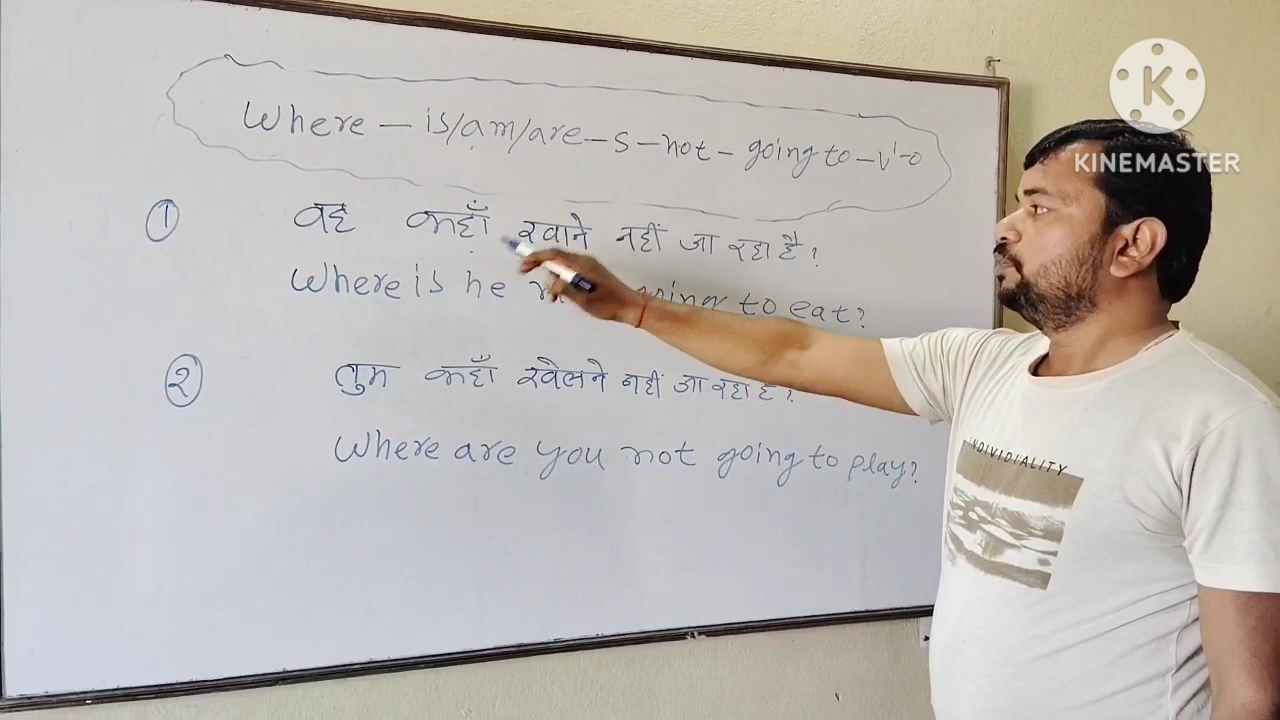 Where - is/am/are - S - not - going to - V¹ - O
① वह कहाँ खाने नहीं जा रहा है?
Where is he going to eat?
② तुम कहाँ खेलने नहीं जा रहा है?
Where are you not going to play?
KINEMASTER
INDIVIDIALITY